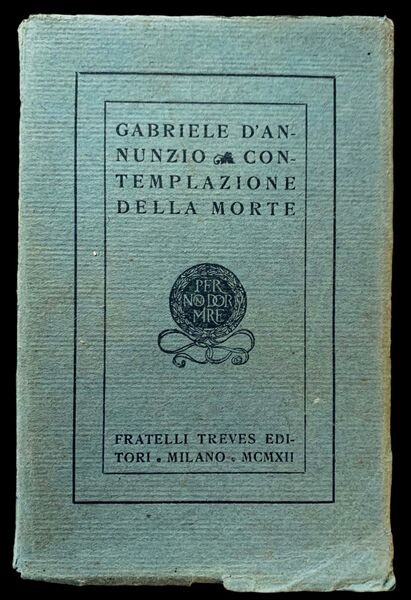 GABRIELE D'AN-
NUNZIO CON-
TEMPLAZIONE
DELLA MORTE
PER
NON DOR
MIRE
FRATELLI TREVES EDI-
TORI . MILANO . MCMXII